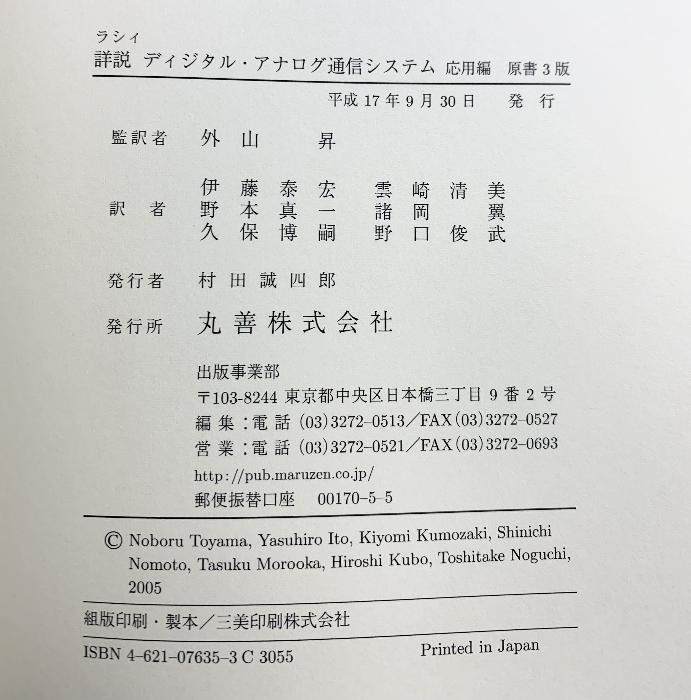 ラシィ
詳説 ディジタル・アナログ通信システム 応用編 原書3版
平成17年9月30日 発行
監訳者 外山 昇
伊藤泰宏 雲崎清美
訳者 野本真一 諸岡 翼
久保博嗣 野口俊武
発行者 村田誠四郎
発行所 丸善株式会社
出版事業部
〒103-8244 東京都中央区日本橋三丁目9番2号
編集：電話 (03)3272-0513／FAX(03)3272-0527
営業：電話 (03)3272-0521／FAX(03)3272-0693
http://pub.maruzen.co.jp/
郵便振替口座 00170-5-5
© Noboru Toyama, Yasuhiro Ito, Kiyomi Kumozaki, Shinichi
Nomoto, Tasuku Morooka, Hiroshi Kubo, Toshitake Noguchi,
2005
組版印刷・製本／三美印刷株式会社
ISBN 4-621-07635-3 C 3055 Printed in Japan